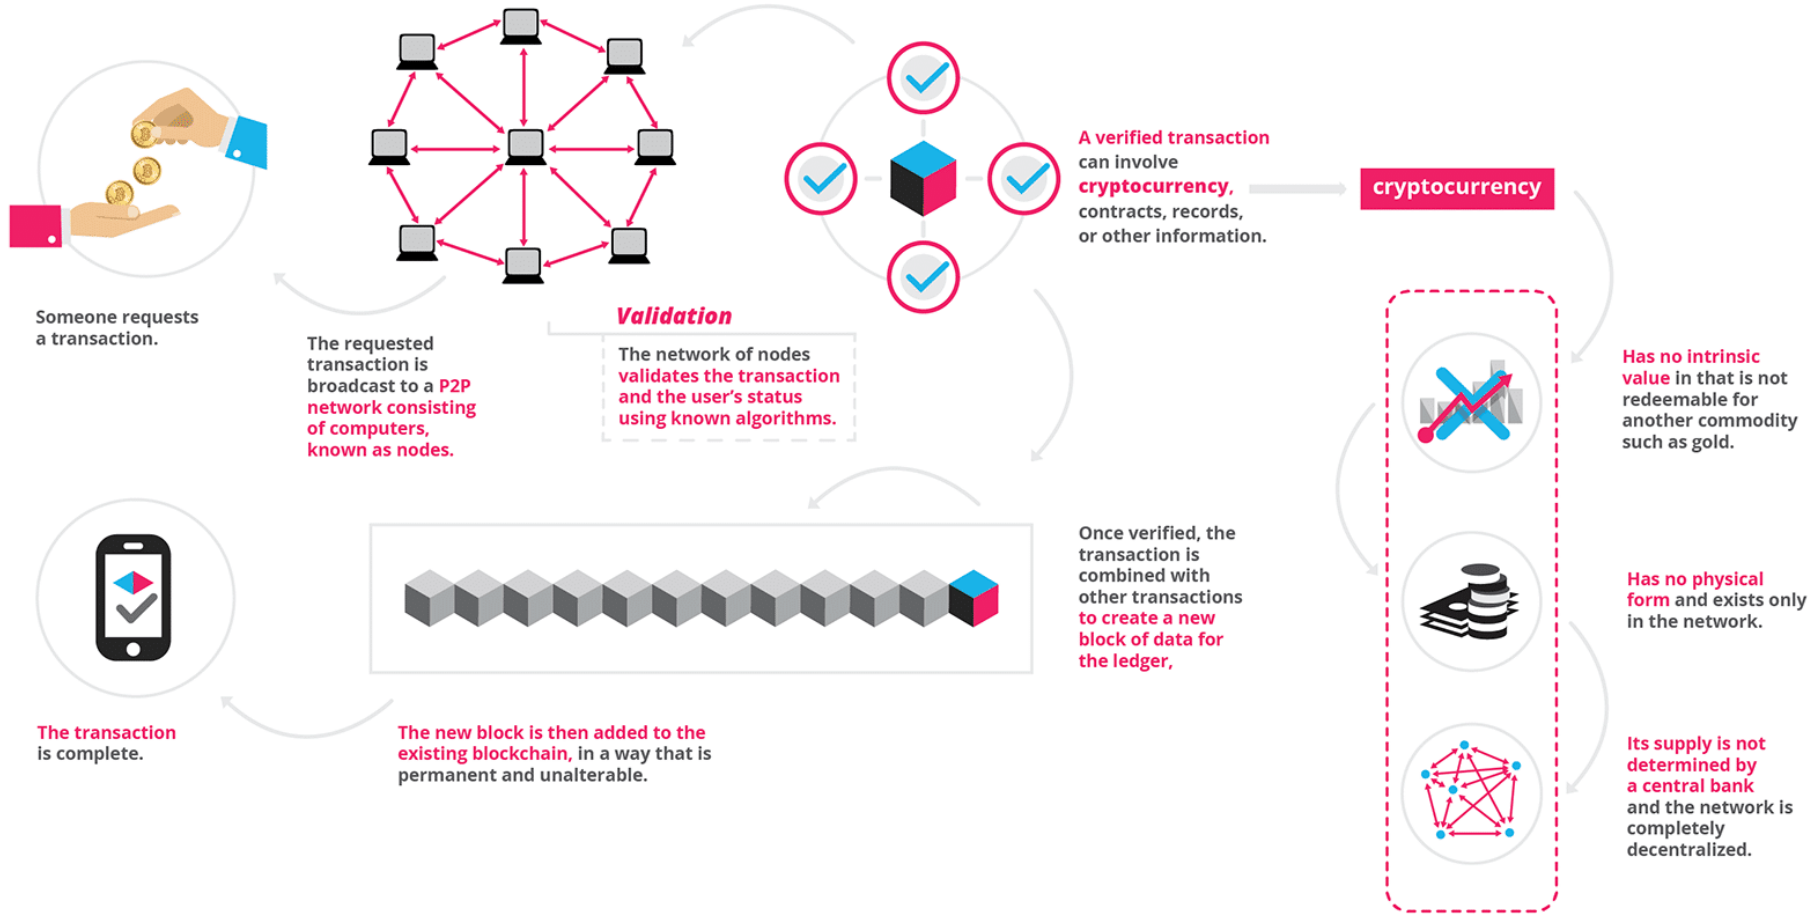 Someone requests
a transaction.
The requested
transaction is
broadcast to a P2P
network consisting
of computers,
known as nodes.
Validation
The network of nodes
validates the transaction
and the user's status
using known algorithms.
A verified transaction
can involve
cryptocurrency,
contracts, records,
or other information.
cryptocurrency
Has no intrinsic
value in that is not
redeemable for
another commodity
such as gold.
Has no physical
form and exists only
in the network.
Its supply is not
determined by
a central bank
and the network is
completely
decentralized.
Once verified, the
transaction is
combined with
other transactions
to create a new
block of data for
the ledger,
The new block is then added to the
existing blockchain, in a way that is
permanent and unalterable.
The transaction
is complete.